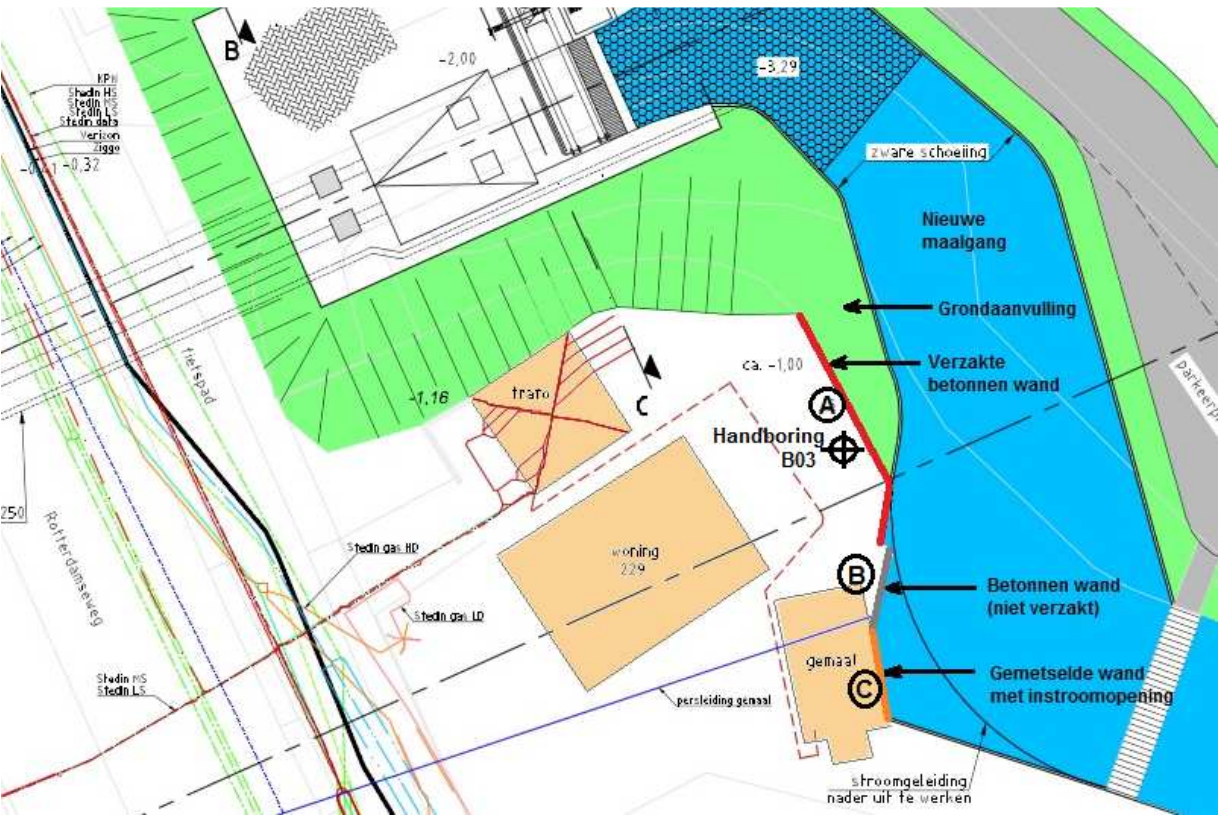 B
-2,00
-3,29
KPN
Stedin HS
Stedin MS
Stedin LS
Stedin data
Verizon
Ziggo
-0,32
zware schoeiing
Nieuwe
maalgang
Grondaanvulling
Verzakte
betonnen wand
ca. -1,00
fietspad
trafo
-1,16
C
A
Handboring
B03
250
Rotterdamseweg
Stedin gas HD
woning
229
B
Betonnen wand
(niet verzakt)
Stedin gas LD
gemaal
C
Gemetselde wand
met instroomopening
Stedin MS
Stedin LS
persleiding gemaal
stroomgeleiding
nader uit te werken